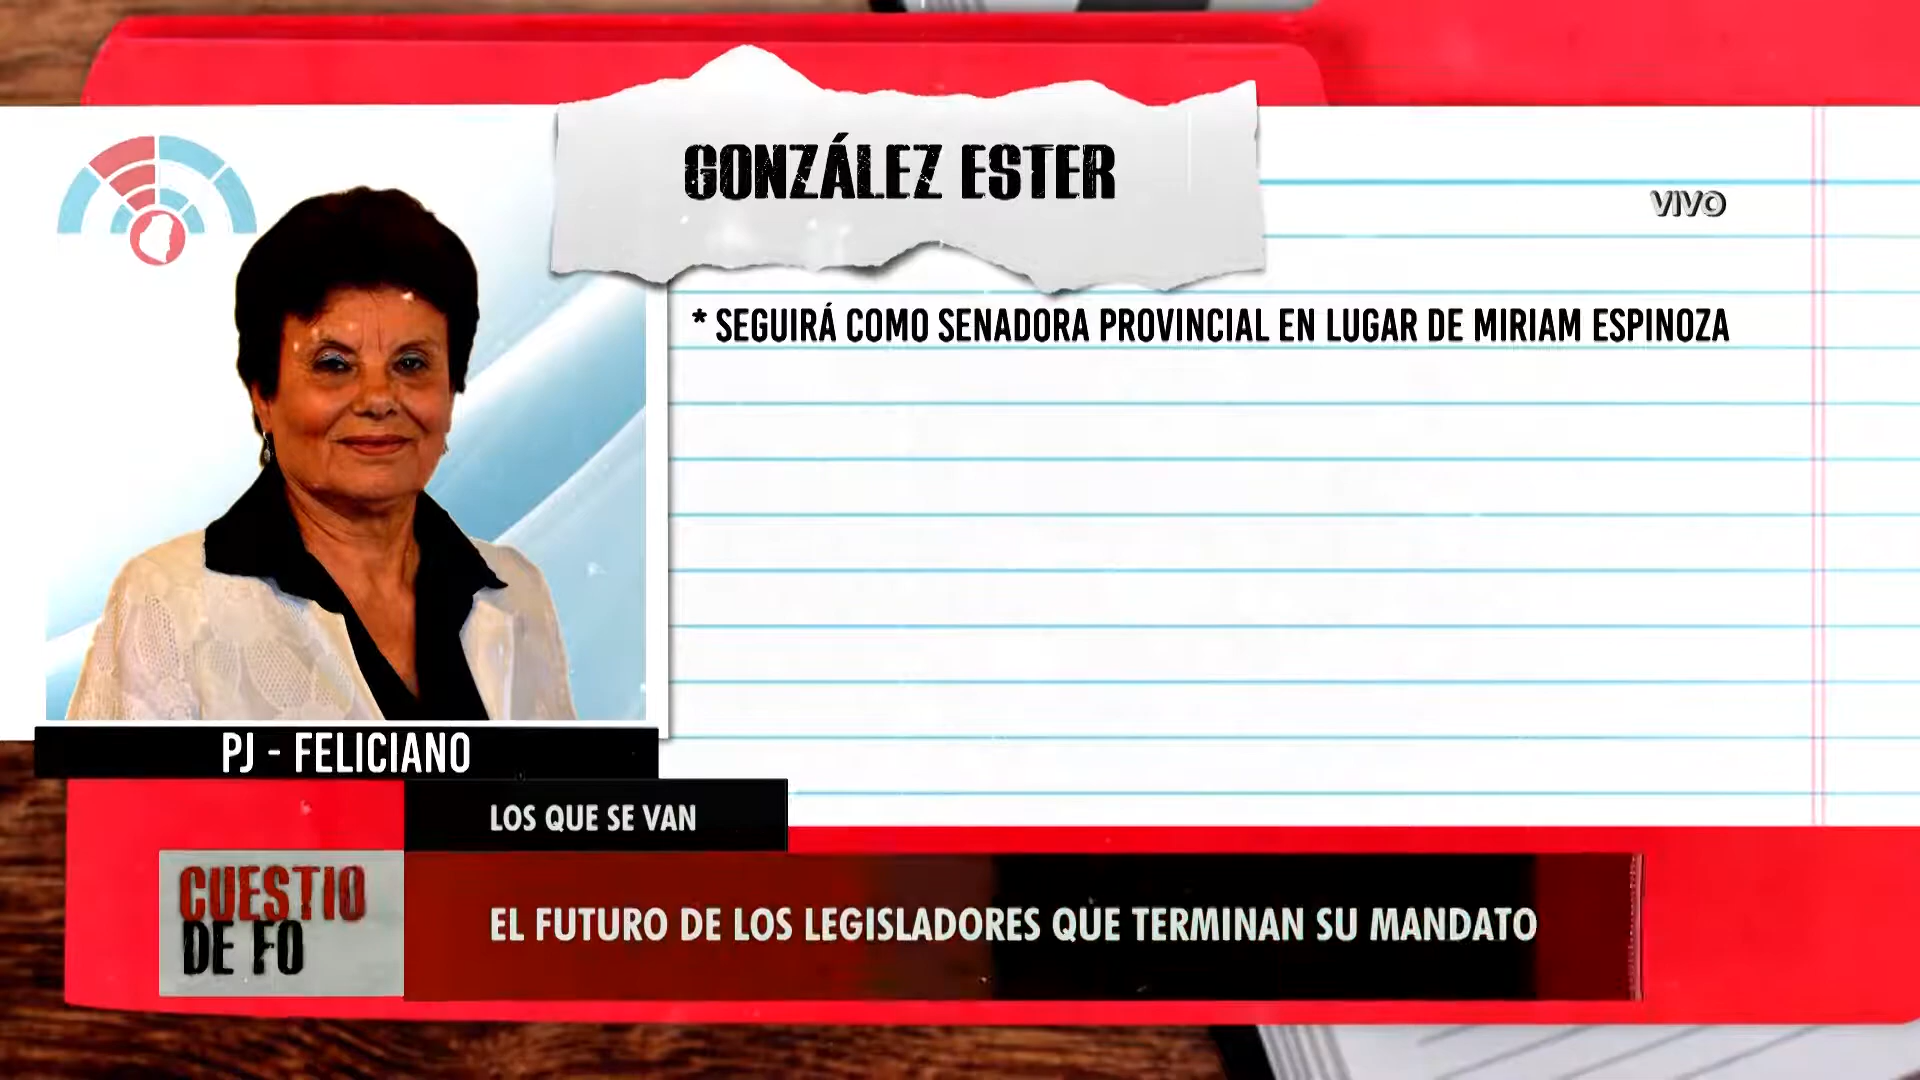 GONZÁLEZ ESTER
VIVO
* SEGUIRÁ COMO SENADORA PROVINCIAL EN LUGAR DE MIRIAM ESPINOZA
PJ - FELICIANO
LOS QUE SE VAN
CUESTIO
DE FO
EL FUTURO DE LOS LEGISLADORES QUE TERMINAN SU MANDATO